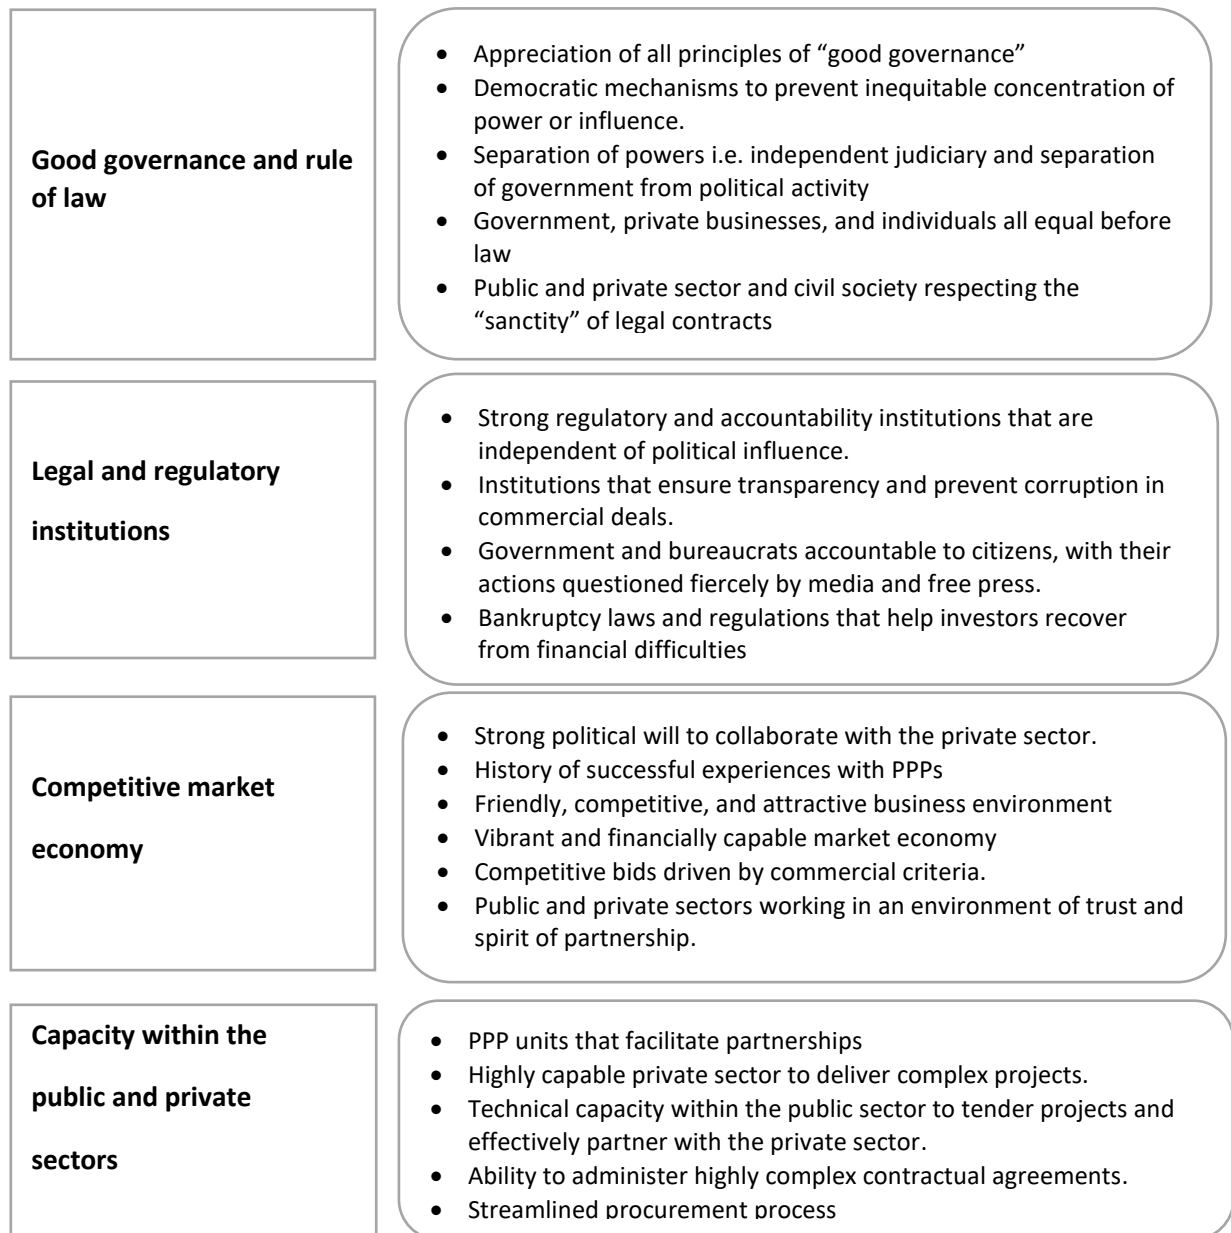 Good governance and rule
of law
• Appreciation of all principles of “good governance”
• Democratic mechanisms to prevent inequitable concentration of
power or influence.
• Separation of powers i.e. independent judiciary and separation
of government from political activity
• Government, private businesses, and individuals all equal before
law
• Public and private sector and civil society respecting the
“sanctity” of legal contracts
Legal and regulatory
institutions
• Strong regulatory and accountability institutions that are
independent of political influence.
• Institutions that ensure transparency and prevent corruption in
commercial deals.
• Government and bureaucrats accountable to citizens, with their
actions questioned fiercely by media and free press.
• Bankruptcy laws and regulations that help investors recover
from financial difficulties
Competitive market
economy
• Strong political will to collaborate with the private sector.
• History of successful experiences with PPPs
• Friendly, competitive, and attractive business environment
• Vibrant and financially capable market economy
• Competitive bids driven by commercial criteria.
• Public and private sectors working in an environment of trust and
spirit of partnership.
Capacity within the
public and private
sectors
• PPP units that facilitate partnerships
• Highly capable private sector to deliver complex projects.
• Technical capacity within the public sector to tender projects and
effectively partner with the private sector.
• Ability to administer highly complex contractual agreements.
• Streamlined procurement process